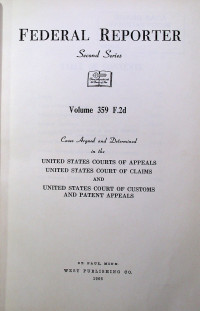 FEDERAL REPORTER
Second Series
Volume 359 F.2d
Cases Argued and Determined
in the
UNITED STATES COURTS OF APPEALS
UNITED STATES COURT OF CLAIMS
AND
UNITED STATES COURT OF CUSTOMS
AND PATENT APPEALS
ST. PAUL, MINN.
WEST PUBLISHING CO.
1966